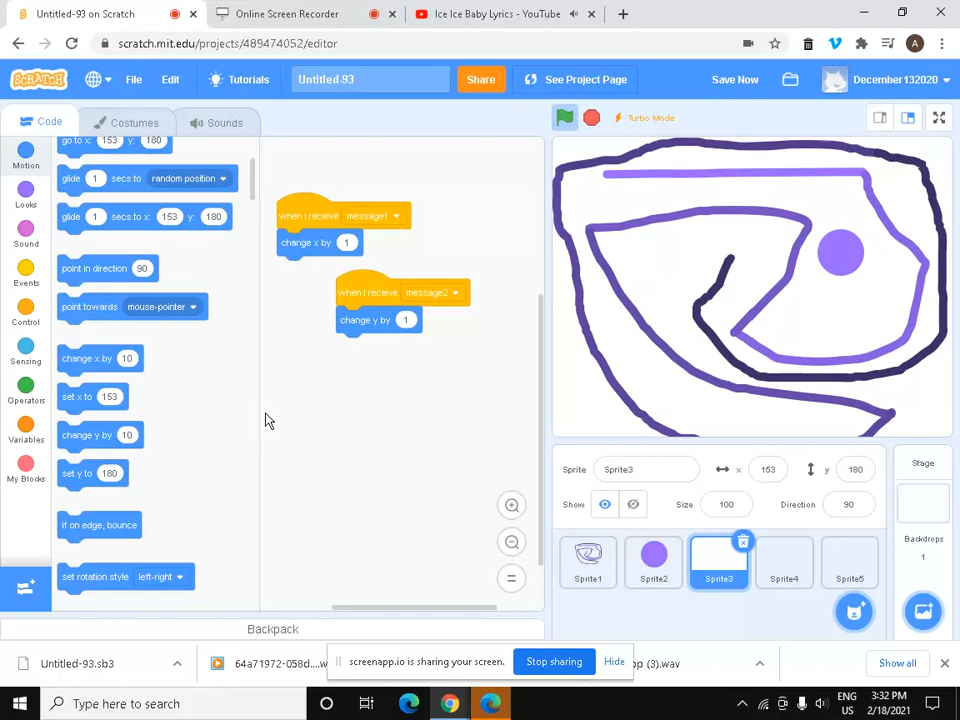 Untitled-93 on Scratch
Online Screen Recorder
Ice Ice Baby Lyrics - YouTube
scratch.mit.edu/projects/489474052/editor
A
SCRATCH
File
Edit
Tutorials
Untitled-93
Share
See Project Page
Save Now
December132020
Code
Costumes
Sounds
Turbo Mode
Motion
Looks
Sound
Events
Control
Sensing
Operators
Variables
My Blocks
go to x: 153 y: 180
glide 1 secs to random position
glide 1 secs to x: 153 y: 180
point in direction 90
point towards mouse-pointer
change x by 10
set x to 153
change y by 10
set y to 180
if on edge, bounce
set rotation style left-right
when I receive message1
change x by 1
when I receive message2
change y by 1
Sprite Sprite3 x 153 y 180
Show Size 100 Direction 90
Sprite1
Sprite2
Sprite3
Sprite4
Sprite5
Stage
Backdrops
1
Backpack
Untitled-93.sb3
64a71972-058d....wa
screenapp.io is sharing your screen.
Stop sharing
Hide
p (3).wav
Show all
Type here to search
ENG
US
3:32 PM
2/18/2021